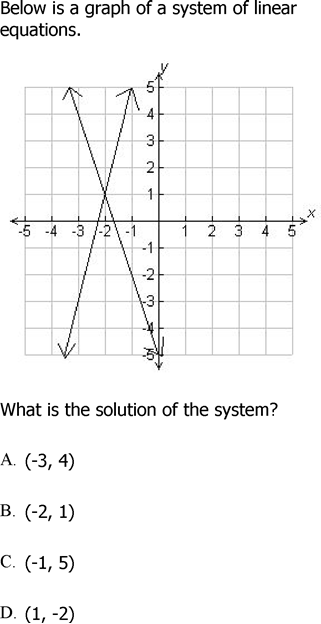 Below is a graph of a system of linear
equations.
y
5
4
3
2
1
-5 -4 -3 -2 -1 1 2 3 4 5 x
-1
-2
-3
-4
-5
What is the solution of the system?
A. (-3, 4)
B. (-2, 1)
C. (-1, 5)
D. (1, -2)